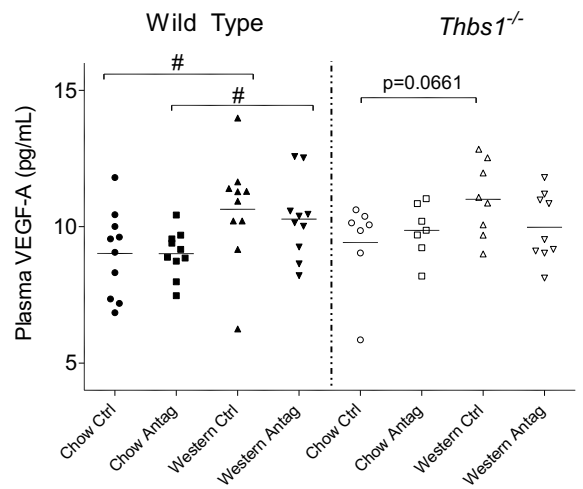 Wild Type
Thbs1-/-
#
#
p=0.0661
Plasma VEGF-A (pg/mL)
15
10
5
Chow Ctrl
Chow Antag
Western Ctrl
Western Antag
Chow Ctrl
Chow Antag
Western Ctrl
Western Antag